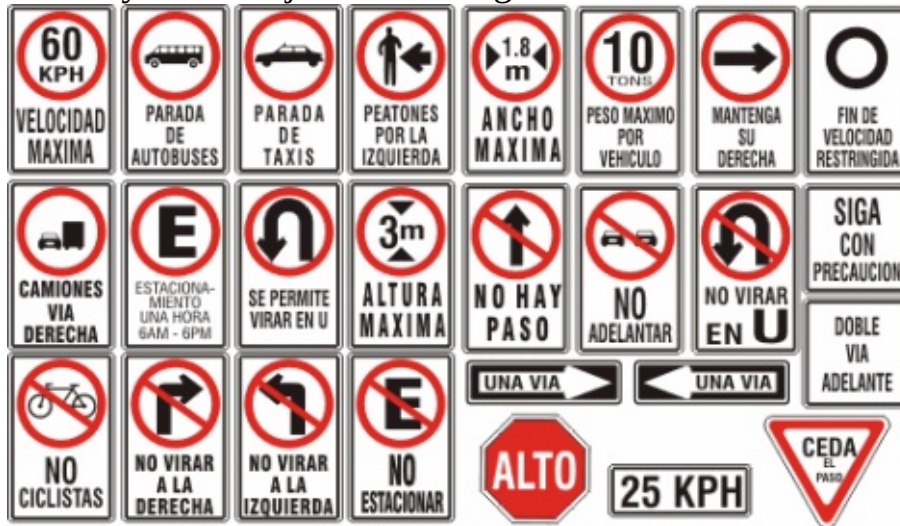 60
KPH
VELOCIDAD
MAXIMA
PARADA
DE
AUTOBUSES
PARADA
DE
TAXIS
PEATONES
POR LA
IZQUIERDA
1.8
m
ANCHO
MAXIMA
10
TONS
PESO MAXIMO
POR
VEHICULO
MANTENGA
SU
DERECHA
FIN DE
VELOCIDAD
RESTRINGIDA
CAMIONES
VIA
DERECHA
E
ESTACIONA-
MIENTO
UNA HORA
6AM - 6PM
SE PERMITE
VIRAR EN U
3m
ALTURA
MAXIMA
NO HAY
PASO
NO
ADELANTAR
NO VIRAR
EN U
SIGA
CON
PRECAUCION
DOBLE
VIA
ADELANTE
UNA VIA
UNA VIA
NO
CICLISTAS
NO VIRAR
A LA
DERECHA
NO VIRAR
A LA
IZQUIERDA
E
NO
ESTACIONAR
ALTO
25 KPH
CEDA
EL
PASO